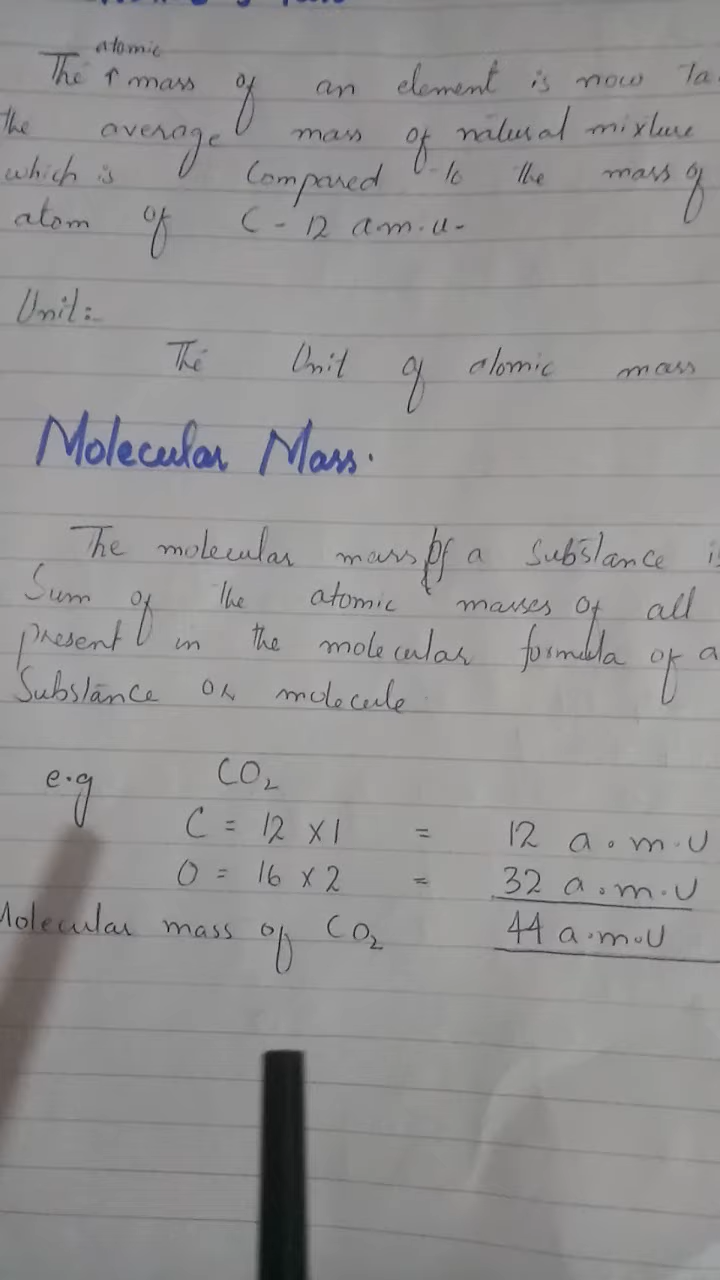 The atomic mass of an element is now Ta
the average mass of natural mixture
which is Compared to the mass of
atom of C - 12 a.m.u.
Unit:
The Unit of atomic mass
Molecular Mass.
The molecular mass of a Substance is
Sum of the atomic masses of all
present in the molecular formula of a
Substance or molecule
e.g CO₂
C = 12 × 1 = 12 a.m.U
O = 16 × 2 = 32 a.m.U
Molecular mass of CO₂ 44 a.m.U